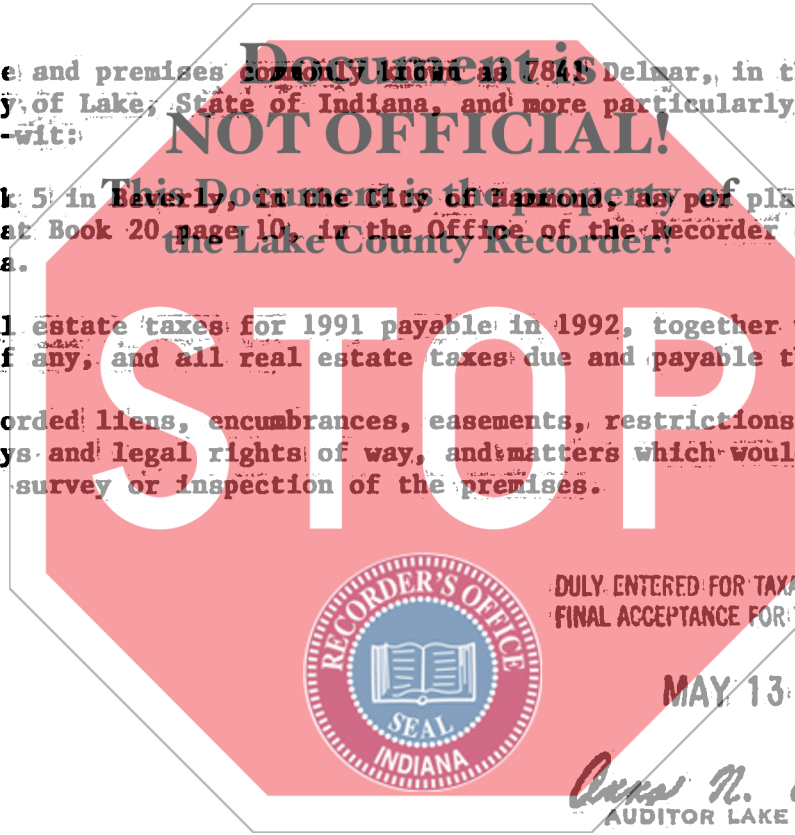 Document is
NOT OFFICIAL!
This Document is the property of
the Lake County Recorder!
e and premises commonly known as 7841 Delmar, in t
y of Lake, State of Indiana, and more particularly
-wit:
k 5 in Beverly, in the City of Hammond, as per pla
at Book 20 page 10, in the Office of the Recorder
a.
l estate taxes for 1991 payable in 1992, together
f any, and all real estate taxes due and payable t
orded liens, encumbrances, easements, restrictions
ys and legal rights of way, and matters which woul
survey or inspection of the premises.
STOP
RECORDER'S OFFICE
SEAL
INDIANA
DULY ENTERED FOR TAXA
FINAL ACCEPTANCE FOR
MAY 13
Anna N.
AUDITOR LAKE